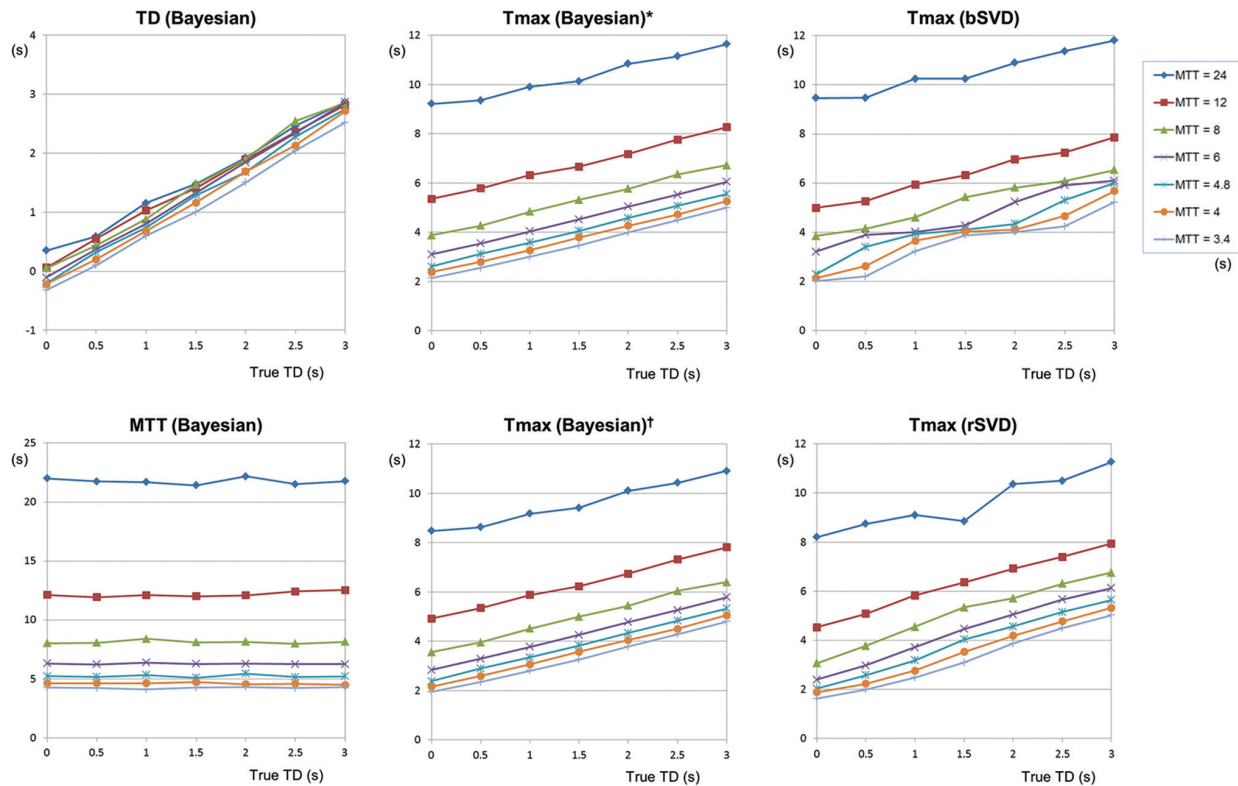 TD (Bayesian)
(s)
4
3
2
1
0
-1
0 0.5 1 1.5 2 2.5 3
True TD (s)
Tmax (Bayesian)*
(s)
12
10
8
6
4
2
0
0 0.5 1 1.5 2 2.5 3
True TD (s)
Tmax (bSVD)
(s)
12
10
8
6
4
2
0
0 0.5 1 1.5 2 2.5 3
True TD (s)
MTT = 24
MTT = 12
MTT = 8
MTT = 6
MTT = 4.8
MTT = 4
MTT = 3.4
(s)
MTT (Bayesian)
(s)
25
20
15
10
5
0
0 0.5 1 1.5 2 2.5 3
True TD (s)
Tmax (Bayesian)†
(s)
12
10
8
6
4
2
0
0 0.5 1 1.5 2 2.5 3
True TD (s)
Tmax (rSVD)
(s)
12
10
8
6
4
2
0
0 0.5 1 1.5 2 2.5 3
True TD (s)